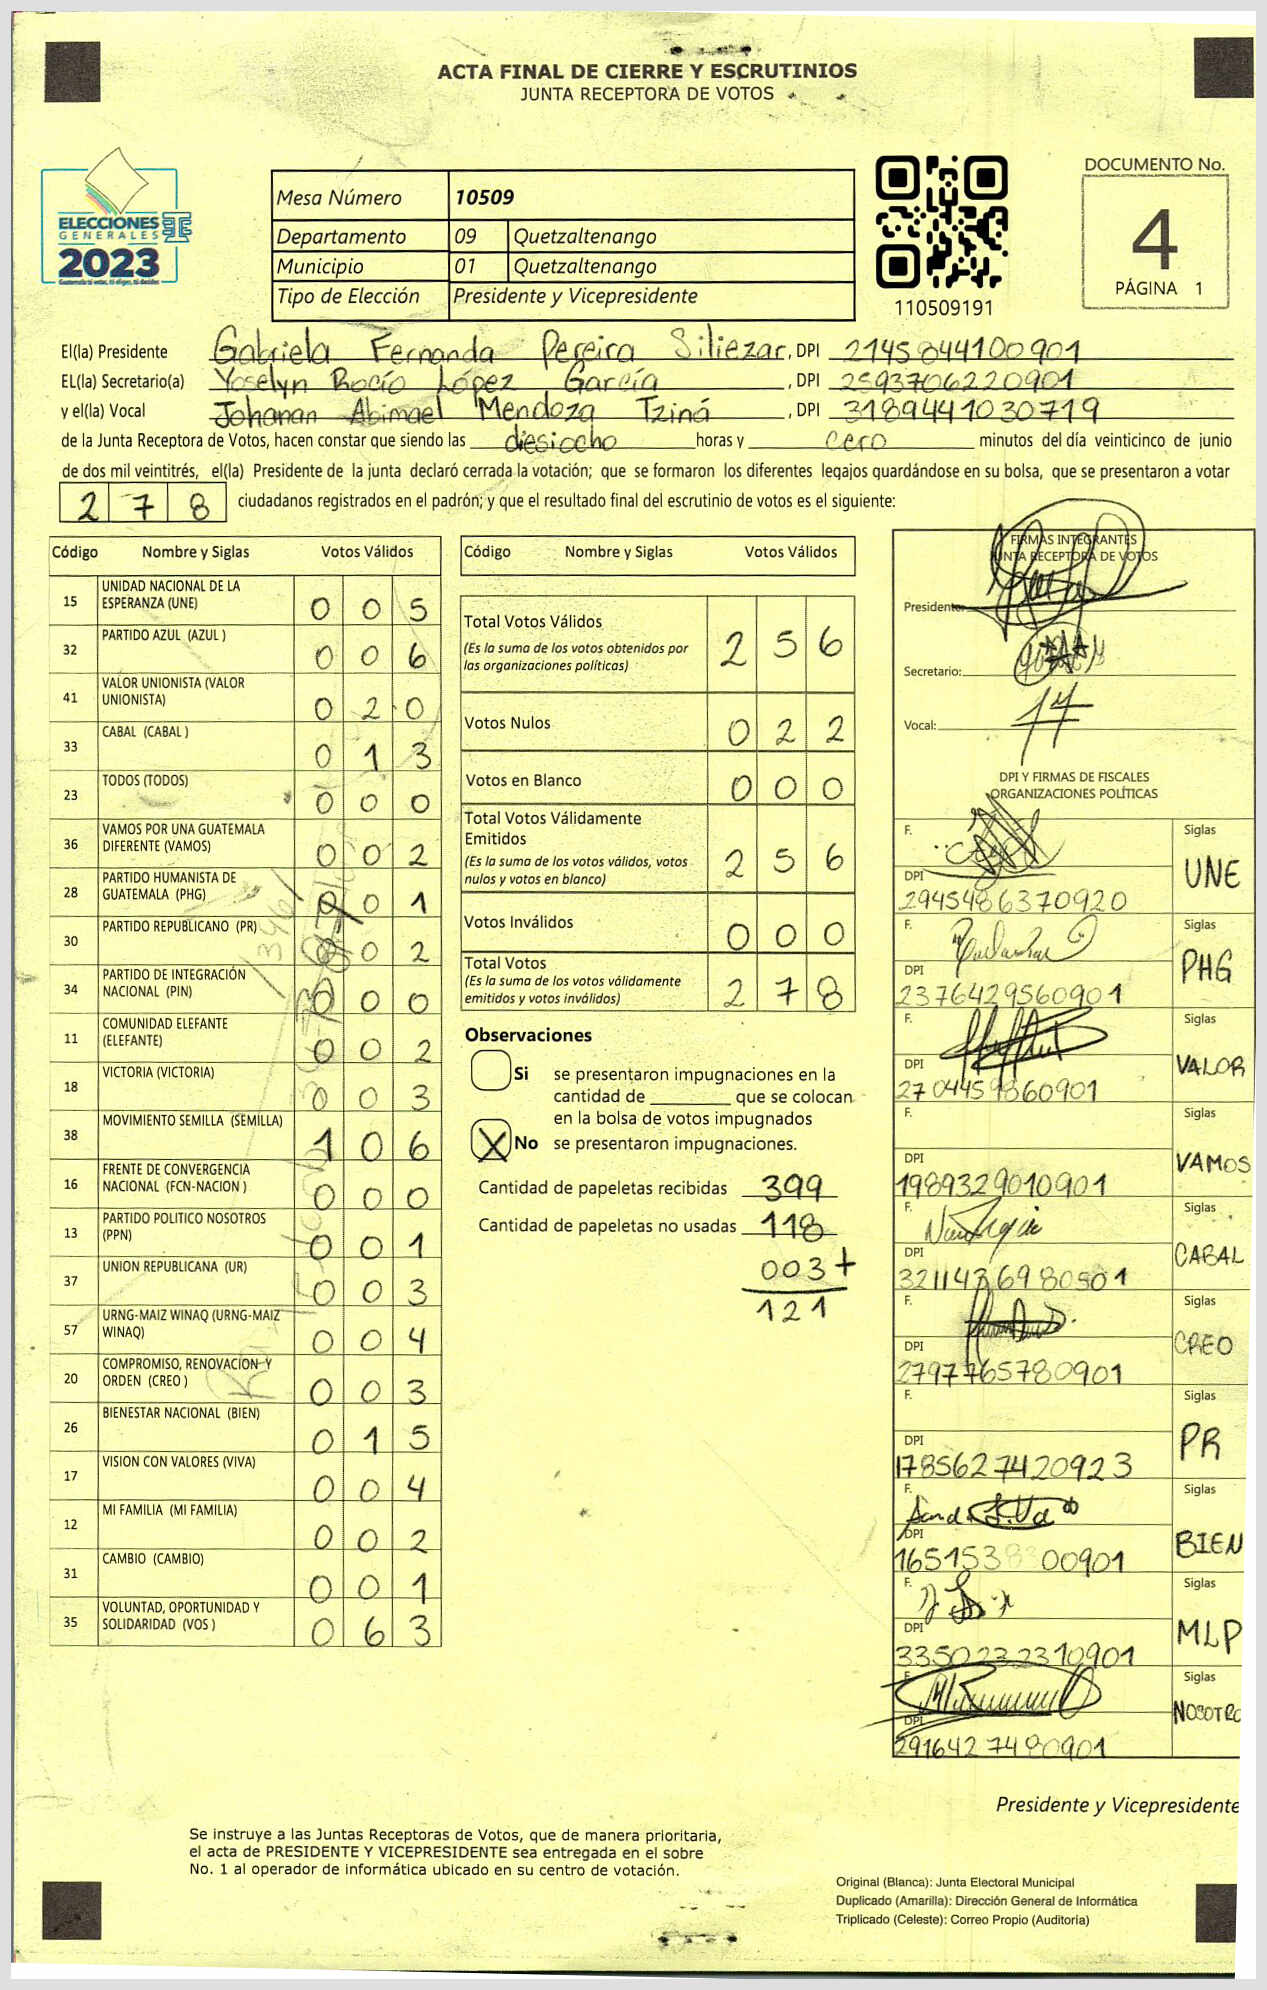 ACTA FINAL DE CIERRE Y ESCRUTINIOS
JUNTA RECEPTORA DE VOTOS
ELECCIONES
GENERALES
2023
Mesa Número 10509
Departamento 09 Quetzaltenango
Municipio 01 Quetzaltenango
Tipo de Elección Presidente y Vicepresidente
110509191
DOCUMENTO No.
4
PÁGINA 1
El(la) Presidente Gabriela Fernanda Pereira Siliezar, DPI 2145844100901
EL(la) Secretario(a) Yoselyn Rocío López García, DPI 2593706220901
y el(la) Vocal Johanan Abimael Mendoza Tziná, DPI 3189441030719
de la Junta Receptora de Votos, hacen constar que siendo las diesiocho horas y cero minutos del día veinticinco de junio
de dos mil veintitrés, el(la) Presidente de la junta declaró cerrada la votación; que se formaron los diferentes legajos guardándose en su bolsa, que se presentaron a votar
278 ciudadanos registrados en el padrón; y que el resultado final del escrutinio de votos es el siguiente:
Código Nombre y Siglas Votos Válidos
15 UNIDAD NACIONAL DE LA ESPERANZA (UNE) 0 0 5
32 PARTIDO AZUL (AZUL ) 0 0 6
41 VALOR UNIONISTA (VALOR UNIONISTA) 0 2 0
33 CABAL (CABAL ) 0 1 3
23 TODOS (TODOS) 0 0 0
36 VAMOS POR UNA GUATEMALA DIFERENTE (VAMOS) 0 0 2
28 PARTIDO HUMANISTA DE GUATEMALA (PHG) 0 0 1
30 PARTIDO REPUBLICANO (PR) 0 0 2
34 PARTIDO DE INTEGRACIÓN NACIONAL (PIN) 0 0 0
11 COMUNIDAD ELEFANTE (ELEFANTE) 0 0 2
18 VICTORIA (VICTORIA) 0 0 3
38 MOVIMIENTO SEMILLA (SEMILLA) 1 0 6
16 FRENTE DE CONVERGENCIA NACIONAL (FCN-NACION ) 0 0 0
13 PARTIDO POLITICO NOSOTROS (PPN) 0 0 1
37 UNION REPUBLICANA (UR) 0 0 3
57 URNG-MAIZ WINAQ (URNG-MAIZ WINAQ) 0 0 4
20 COMPROMISO, RENOVACION Y ORDEN (CREO ) 0 0 3
26 BIENESTAR NACIONAL (BIEN) 0 1 5
17 VISION CON VALORES (VIVA) 0 0 4
12 MI FAMILIA (MI FAMILIA) 0 0 2
31 CAMBIO (CAMBIO) 0 0 1
35 VOLUNTAD, OPORTUNIDAD Y SOLIDARIDAD (VOS ) 0 6 3
Código Nombre y Siglas Votos Válidos
Total Votos Válidos 2 5 6
(Es la suma de los votos obtenidos por
las organizaciones políticas)
Votos Nulos 0 2 2
Votos en Blanco 0 0 0
Total Votos Válidamente
Emitidos 2 5 6
(Es la suma de los votos válidos, votos
nulos y votos en blanco)
Votos Inválidos 0 0 0
Total Votos 2 7 8
(Es la suma de los votos válidamente
emitidos y votos inválidos)
Observaciones
Si se presentaron impugnaciones en la
cantidad de ________ que se colocan
en la bolsa de votos impugnados
X No se presentaron impugnaciones.
Cantidad de papeletas recibidas 399
Cantidad de papeletas no usadas 118
003+
121
FIRMAS INTEGRANTES
JUNTA RECEPTORA DE VOTOS
Presidente:
Secretario:
Vocal:
DPI Y FIRMAS DE FISCALES
ORGANIZACIONES POLÍTICAS
F. Siglas UNE
DPI 2945486370920
F. Siglas PHG
DPI 2376429560901
F. Siglas VALOR
DPI 2704459860901
F. Siglas VAMOS
DPI 1989329010901
F. Siglas CABAL
DPI 3211436980501
F. Siglas CREO
DPI 2797765780901
F. Siglas PR
DPI 1785627420923
F. Siglas BIEN
DPI 1651538300901
F. Siglas MLP
DPI 3350232310901
F. Siglas NOSOTRO
DPI 2916427480901
Presidente y Vicepresidente
Se instruye a las Juntas Receptoras de Votos, que de manera prioritaria,
el acta de PRESIDENTE Y VICEPRESIDENTE sea entregada en el sobre
No. 1 al operador de informática ubicado en su centro de votación.
Original (Blanca): Junta Electoral Municipal
Duplicado (Amarilla): Dirección General de Informática
Triplicado (Celeste): Correo Propio (Auditoría)